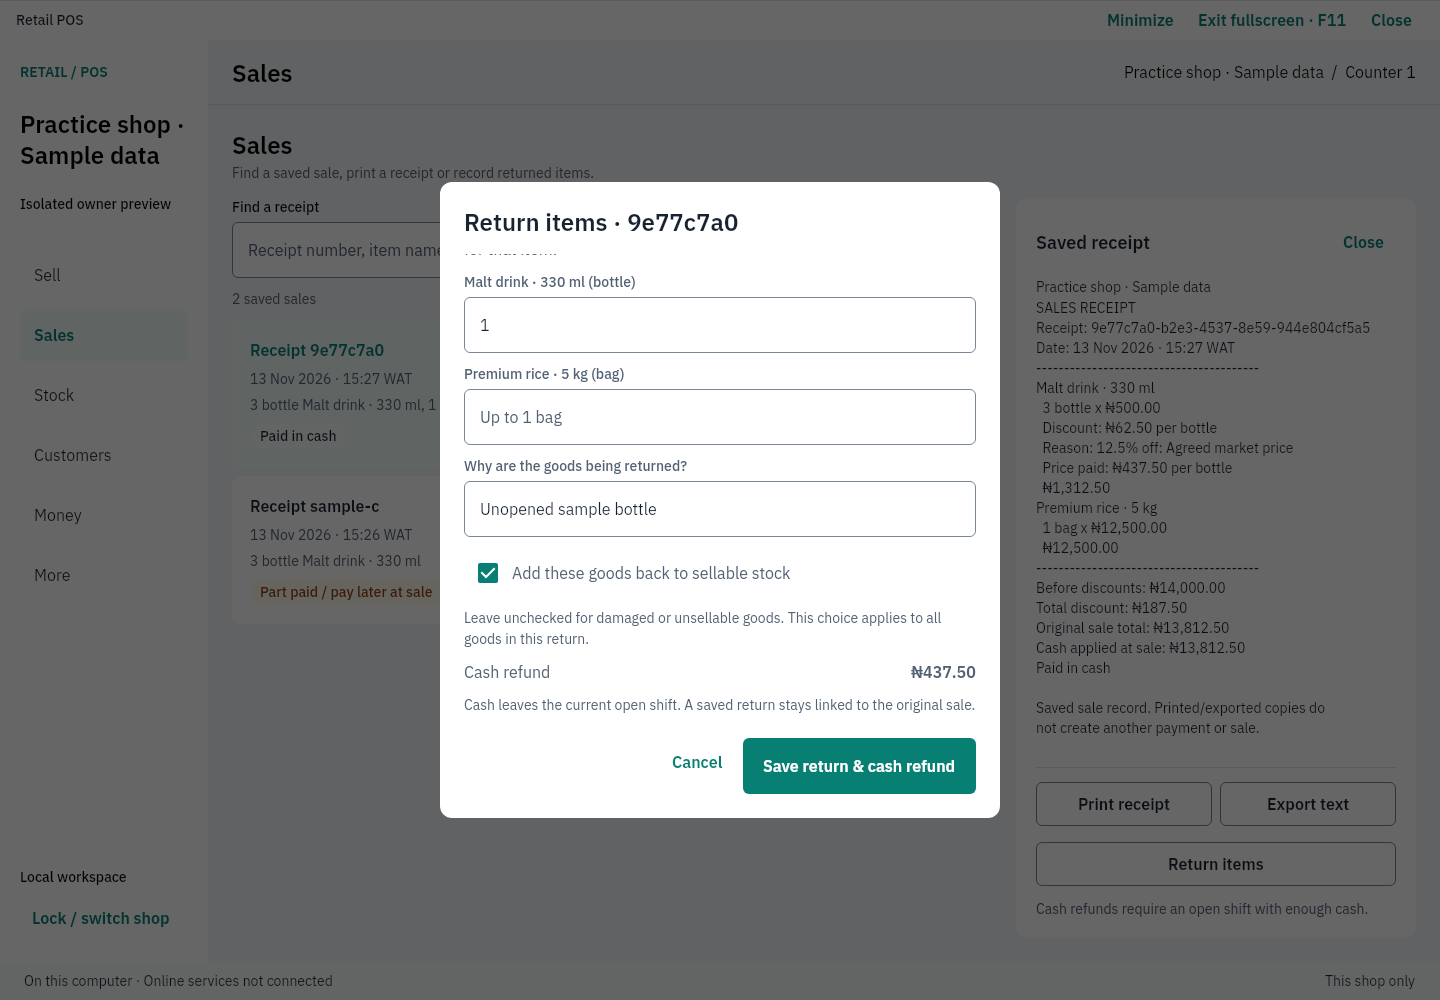 Retail POS
Minimize
Exit fullscreen · F11
Close
RETAIL / POS
Practice shop ·
Sample data
Isolated owner preview
Sell
Sales
Stock
Customers
Money
More
Local workspace
Lock / switch shop
Sales
Practice shop · Sample data / Counter 1
Sales
Find a saved sale, print a receipt or record returned items.
Find a receipt
Receipt number, item name
2 saved sales
Receipt 9e77c7a0
13 Nov 2026 · 15:27 WAT
3 bottle Malt drink · 330 ml, 1
Paid in cash
Receipt sample-c
13 Nov 2026 · 15:26 WAT
3 bottle Malt drink · 330 ml
Part paid / pay later at sale
Return items · 9e77c7a0
for that item.
Malt drink · 330 ml (bottle)
1
Premium rice · 5 kg (bag)
Up to 1 bag
Why are the goods being returned?
Unopened sample bottle
Add these goods back to sellable stock
Leave unchecked for damaged or unsellable goods. This choice applies to all
goods in this return.
Cash refund ₦437.50
Cash leaves the current open shift. A saved return stays linked to the original sale.
Cancel
Save return & cash refund
Saved receipt
Close
Practice shop · Sample data
SALES RECEIPT
Receipt: 9e77c7a0-b2e3-4537-8e59-944e804cf5a5
Date: 13 Nov 2026 · 15:27 WAT
----------------------------------------
Malt drink · 330 ml
3 bottle x ₦500.00
Discount: ₦62.50 per bottle
Reason: 12.5% off: Agreed market price
Price paid: ₦437.50 per bottle
₦1,312.50
Premium rice · 5 kg
1 bag x ₦12,500.00
₦12,500.00
----------------------------------------
Before discounts: ₦14,000.00
Total discount: ₦187.50
Original sale total: ₦13,812.50
Cash applied at sale: ₦13,812.50
Paid in cash
Saved sale record. Printed/exported copies do
not create another payment or sale.
Print receipt
Export text
Return items
Cash refunds require an open shift with enough cash.
On this computer · Online services not connected
This shop only